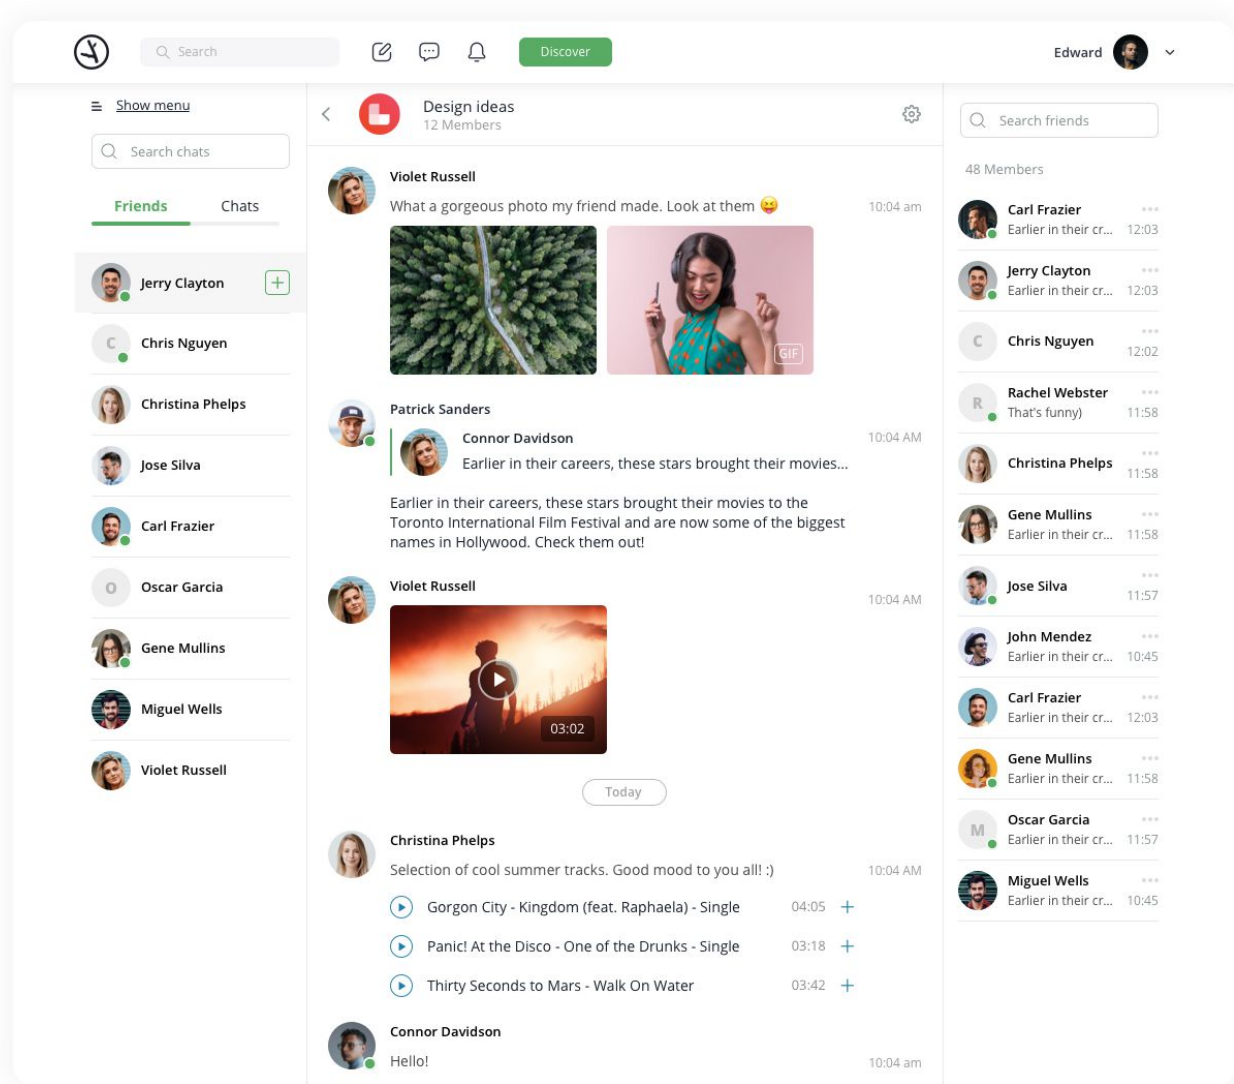 Search
Discover
Edward
Show menu
Search chats
Friends
Chats
Jerry Clayton
C
Chris Nguyen
Christina Phelps
Jose Silva
Carl Frazier
O
Oscar Garcia
Gene Mullins
Miguel Wells
Violet Russell
Design ideas
12 Members
Violet Russell
What a gorgeous photo my friend made. Look at them 😝
10:04 am
GIF
Patrick Sanders
10:04 AM
Connor Davidson
Earlier in their careers, these stars brought their movies...
Earlier in their careers, these stars brought their movies to the
Toronto International Film Festival and are now some of the biggest
names in Hollywood. Check them out!
Violet Russell
10:04 AM
03:02
Today
Christina Phelps
Selection of cool summer tracks. Good mood to you all! :)
10:04 AM
Gorgon City - Kingdom (feat. Raphaela) - Single 04:05
Panic! At the Disco - One of the Drunks - Single 03:18
Thirty Seconds to Mars - Walk On Water 03:42
Connor Davidson
Hello!
10:04 am
Search friends
48 Members
Carl Frazier
Earlier in their cr... 12:03
Jerry Clayton
Earlier in their cr... 12:03
C
Chris Nguyen
12:02
R
Rachel Webster
That's funny) 11:58
Christina Phelps
11:58
Gene Mullins
Earlier in their cr... 11:58
Jose Silva
11:57
John Mendez
Earlier in their cr... 10:45
Carl Frazier
Earlier in their cr... 12:03
Gene Mullins
Earlier in their cr... 11:58
M
Oscar Garcia
Earlier in their cr... 11:57
Miguel Wells
Earlier in their cr... 10:45